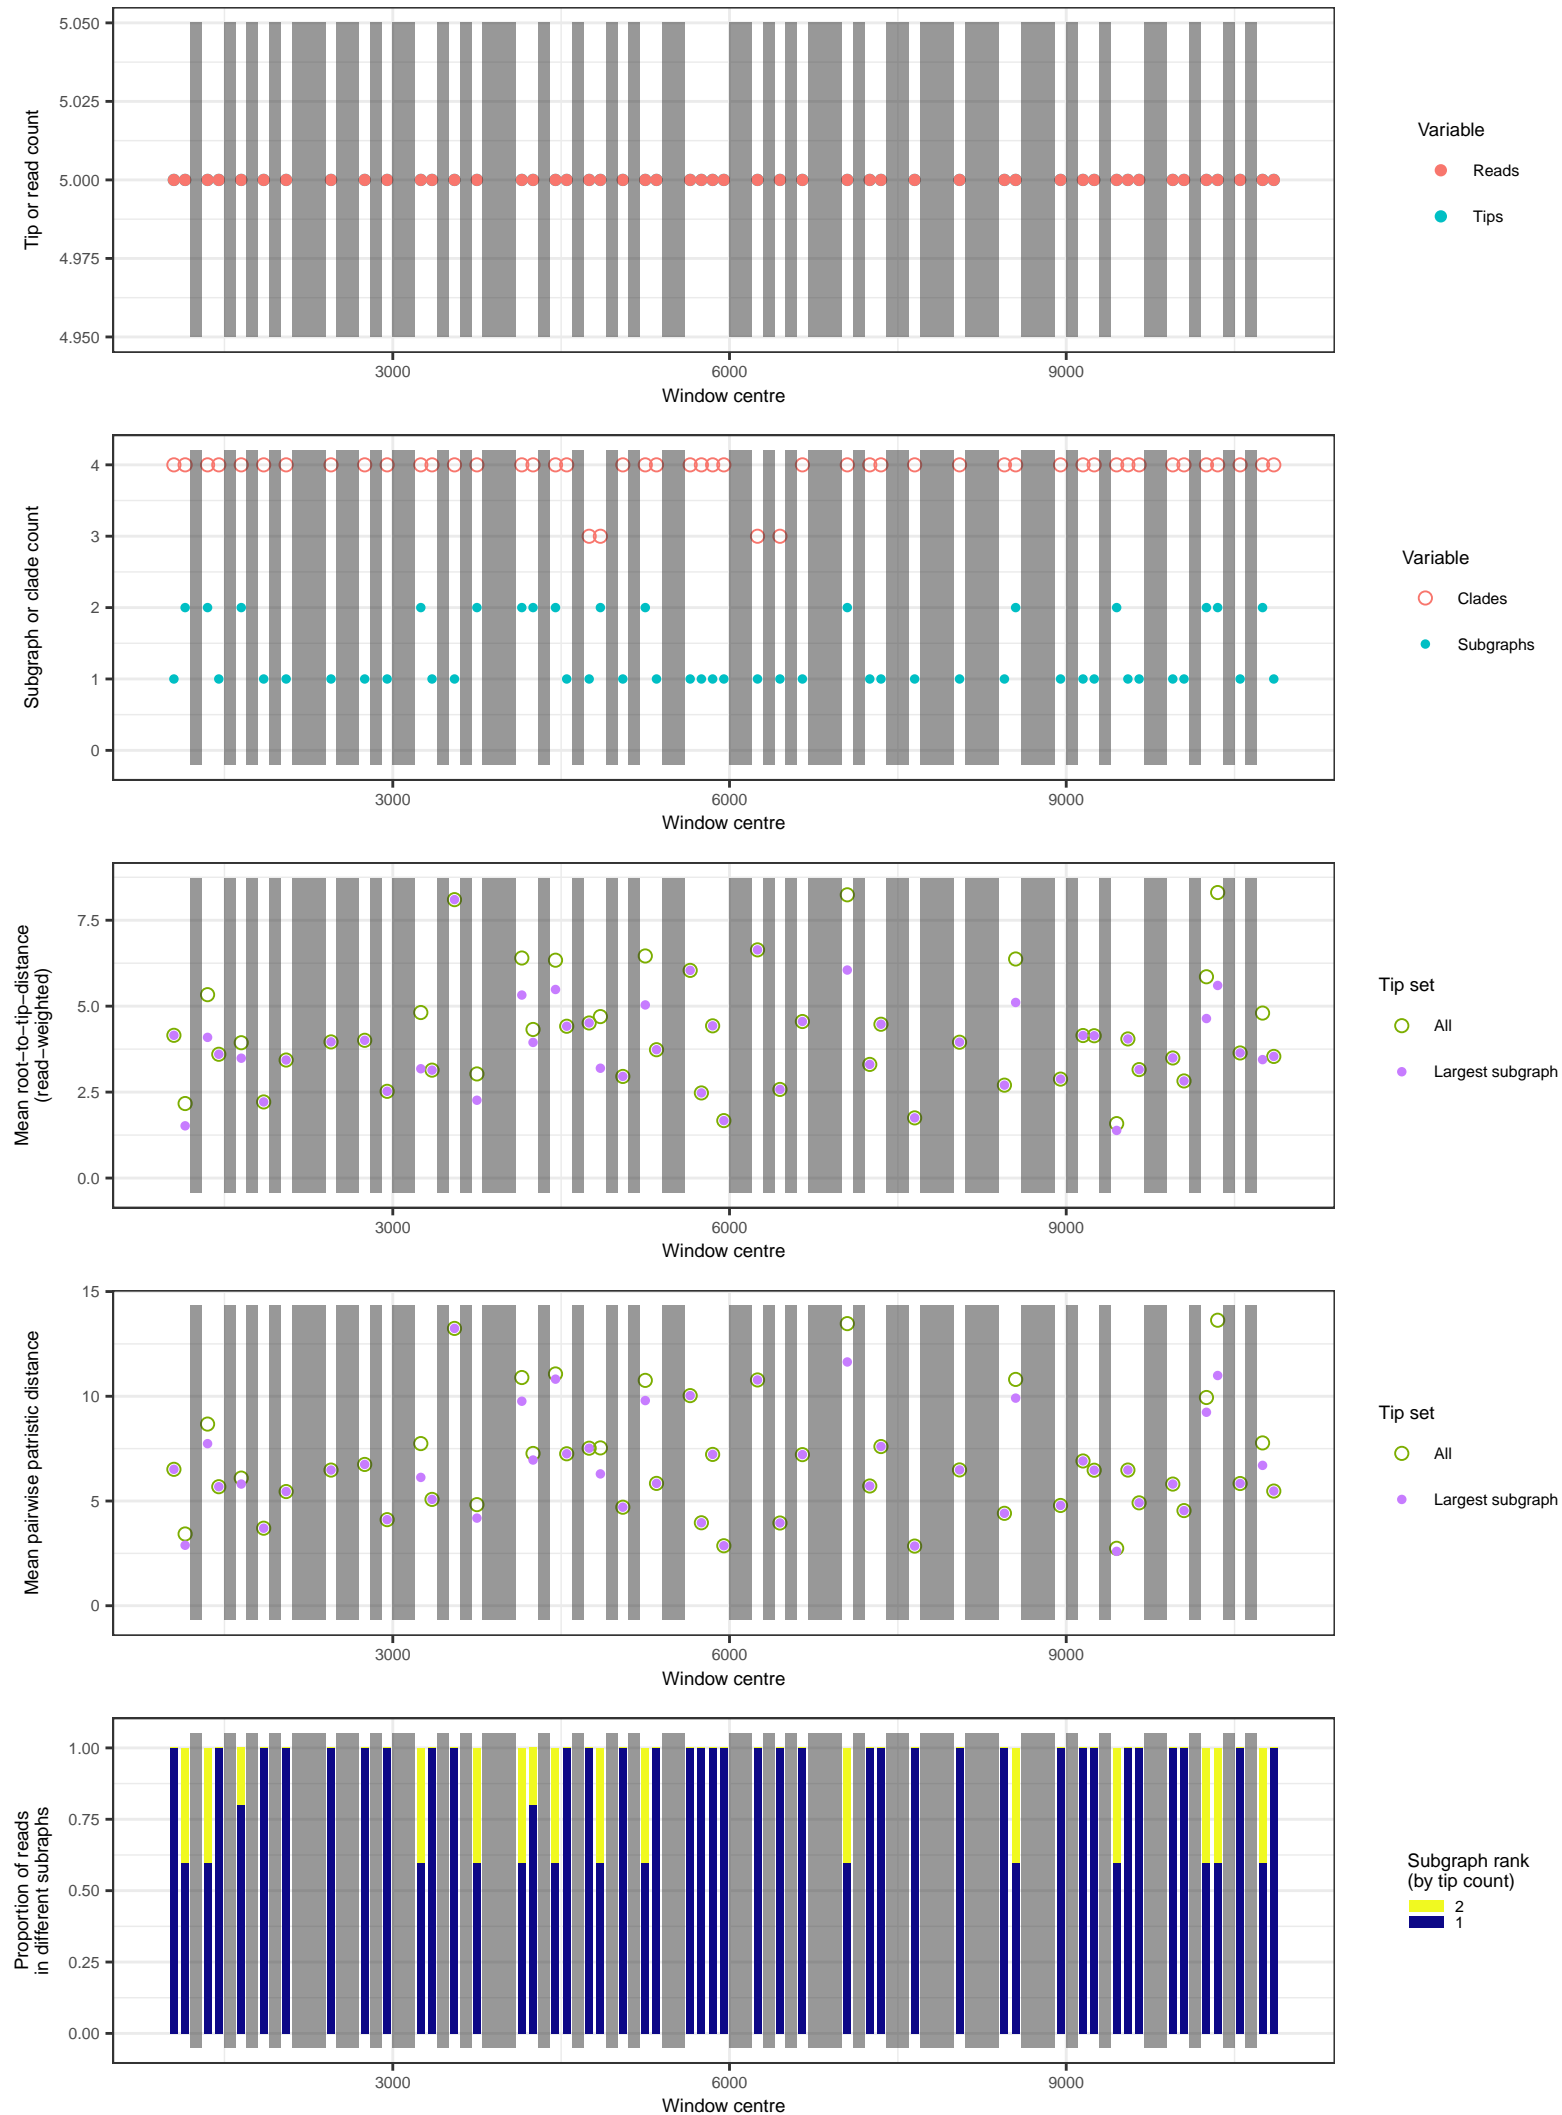 5.050
5.025
5.000
4.975
4.950
Tip or read count
3000
6000
9000
Window centre
Variable
Reads
Tips
4
3
2
1
0
Subgraph or clade count
3000
6000
9000
Window centre
Variable
Clades
Subgraphs
7.5
5.0
2.5
0.0
Mean root−to−tip−distance
(read−weighted)
3000
6000
9000
Window centre
Tip set
All
Largest subgraph
15
10
5
0
Mean pairwise patristic distance
3000
6000
9000
Window centre
Tip set
All
Largest subgraph
1.00
0.75
0.50
0.25
0.00
Proportion of reads
in different subraphs
3000
6000
9000
Window centre
Subgraph rank
(by tip count)
2
1